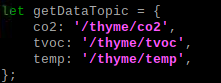 let getDataTopic = {
    co2: '/thyme/co2',
    tvoc: '/thyme/tvoc',
    temp: '/thyme/temp',
};